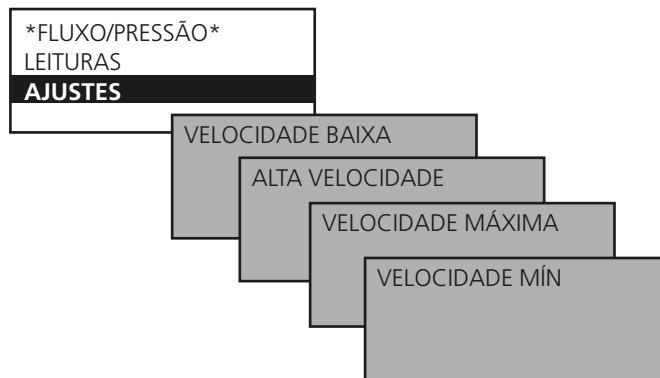 *FLUXO/PRESSÃO*
LEITURAS
AJUSTES
VELOCIDADE BAIXA
ALTA VELOCIDADE
VELOCIDADE MÁXIMA
VELOCIDADE MÍN